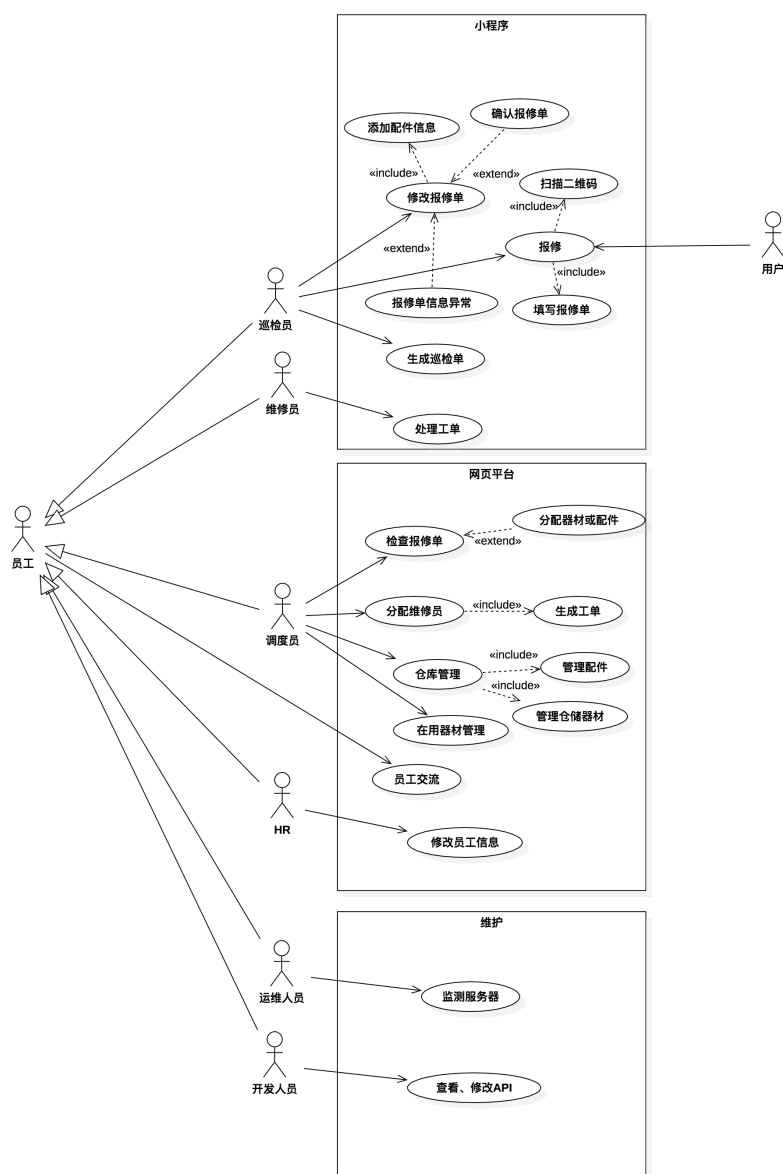 小程序
确认报修单
添加配件信息
«include»
«extend»
扫描二维码
修改报修单
«include»
«extend»
报修
用户
«include»
巡检员
报修单信息异常
填写报修单
生成巡检单
维修员
处理工单
网页平台
分配器材或配件
检查报修单
«extend»
员工
分配维修员
«include»
生成工单
调度员
«include»
仓库管理
管理配件
«include»
管理仓储器材
在用器材管理
员工交流
HR
修改员工信息
维护
运维人员
监测服务器
开发人员
查看、修改API